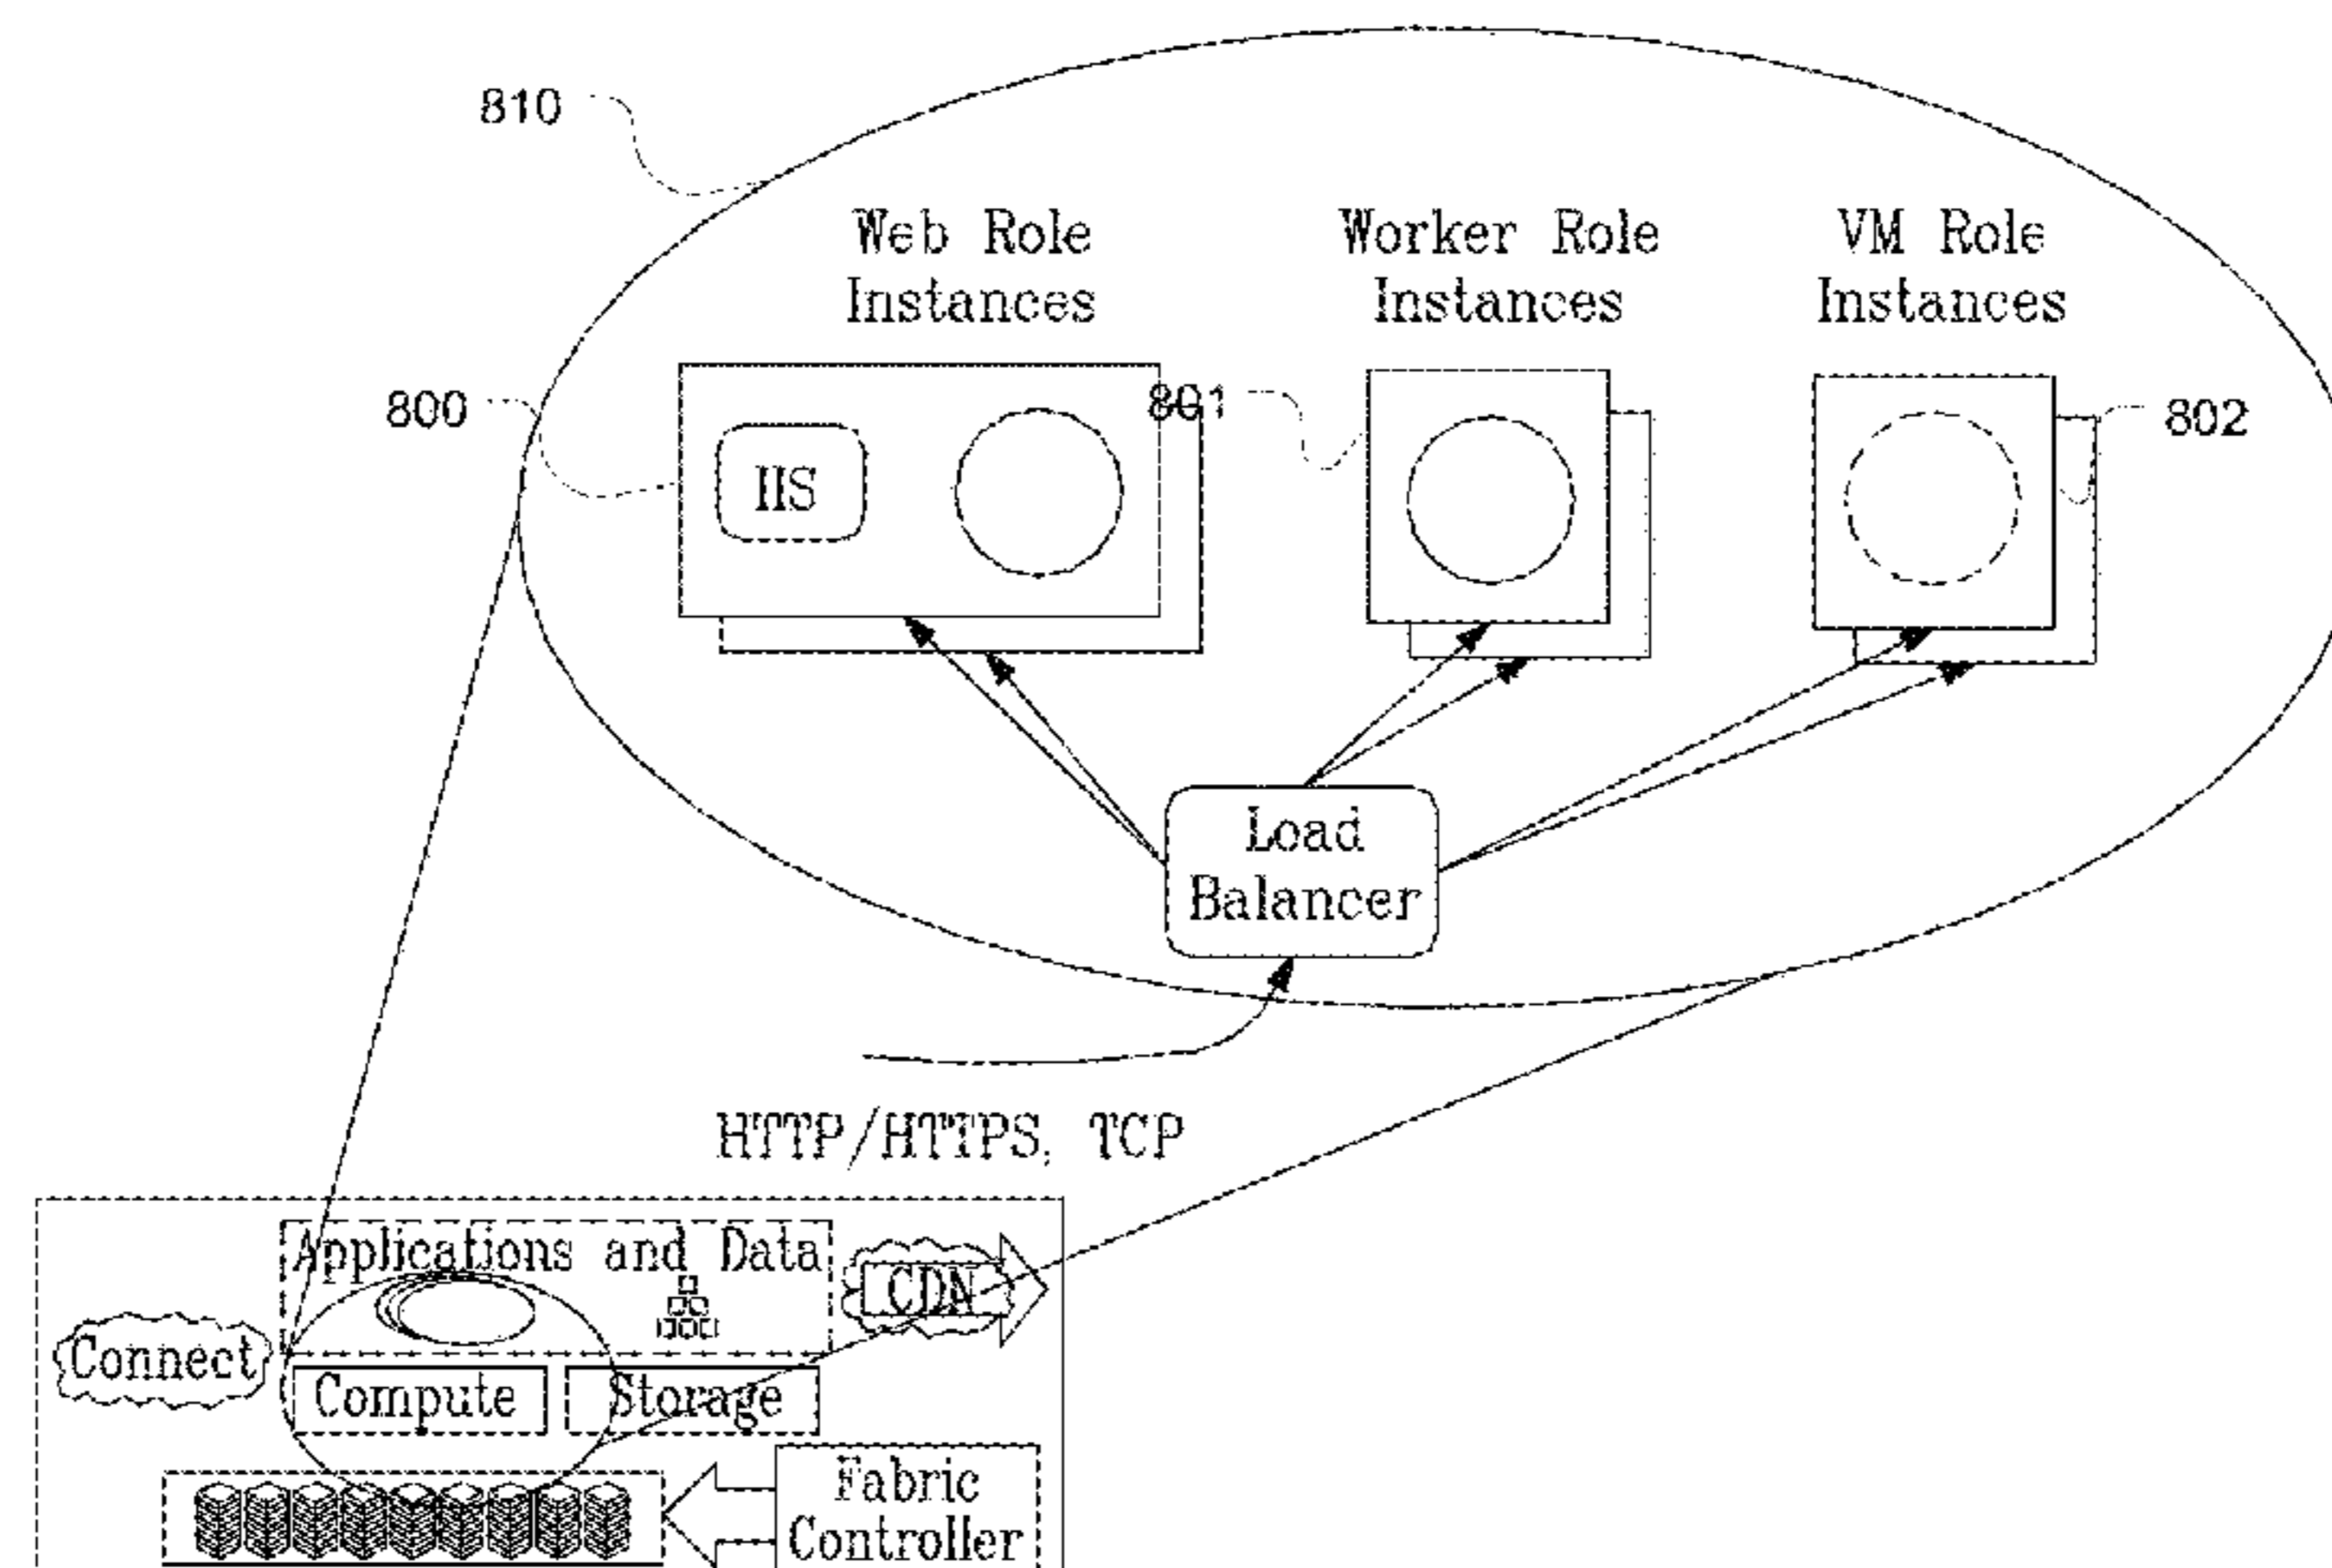 810
Web Role
Instances
Worker Role
Instances
VM Role
Instances
800
IIS
801
802
Load
Balancer
HTTP/HTTPS, TCP
Applications and Data
CDN
Connect
Compute
Storage
Fabric
Controller